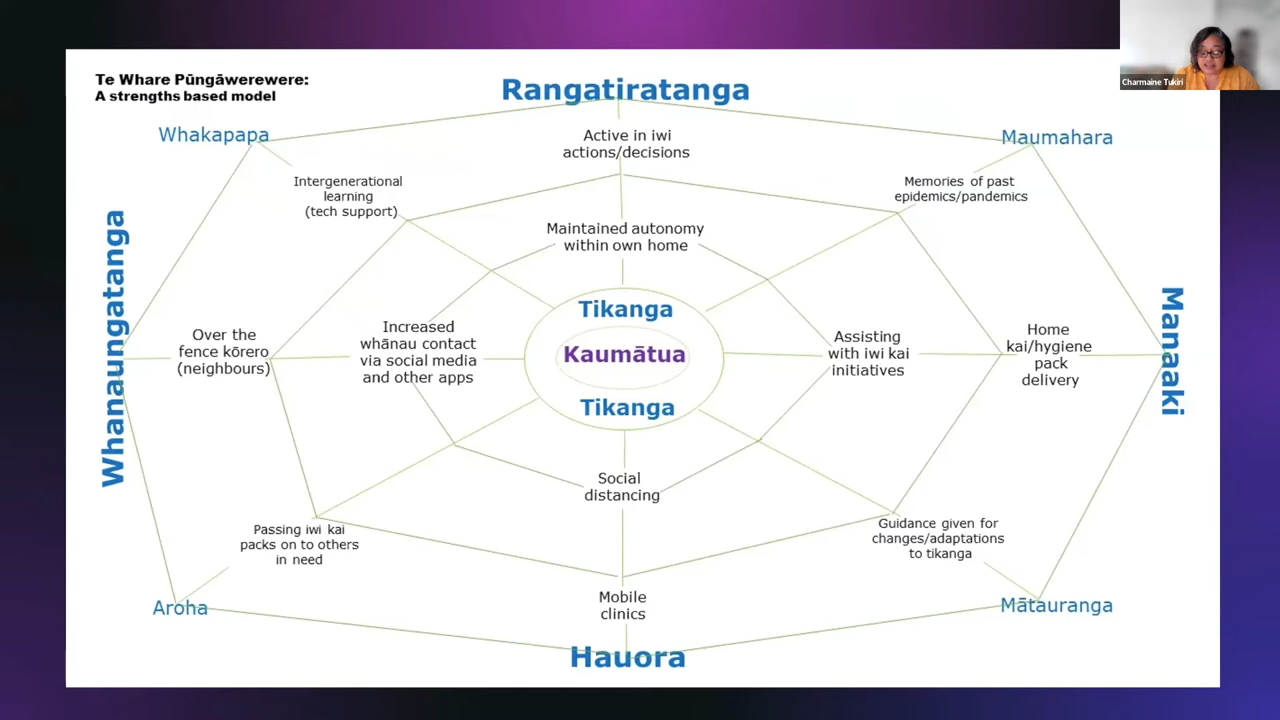 Charmaine Tukiri
Te Whare Pūngāwerewere:
A strengths based model
Rangatiratanga
Whakapapa
Maumahara
Active in iwi
actions/decisions
Intergenerational
learning
(tech support)
Memories of past
epidemics/pandemics
Maintained autonomy
within own home
Whanaungatanga
Over the
fence kōrero
(neighbours)
Increased
whānau contact
via social media
and other apps
Tikanga
Kaumātua
Tikanga
Assisting
with iwi kai
initiatives
Home
kai/hygiene
pack
delivery
Manaaki
Social
distancing
Passing iwi kai
packs on to others
in need
Guidance given for
changes/adaptations
to tikanga
Mobile
clinics
Aroha
Mātauranga
Hauora